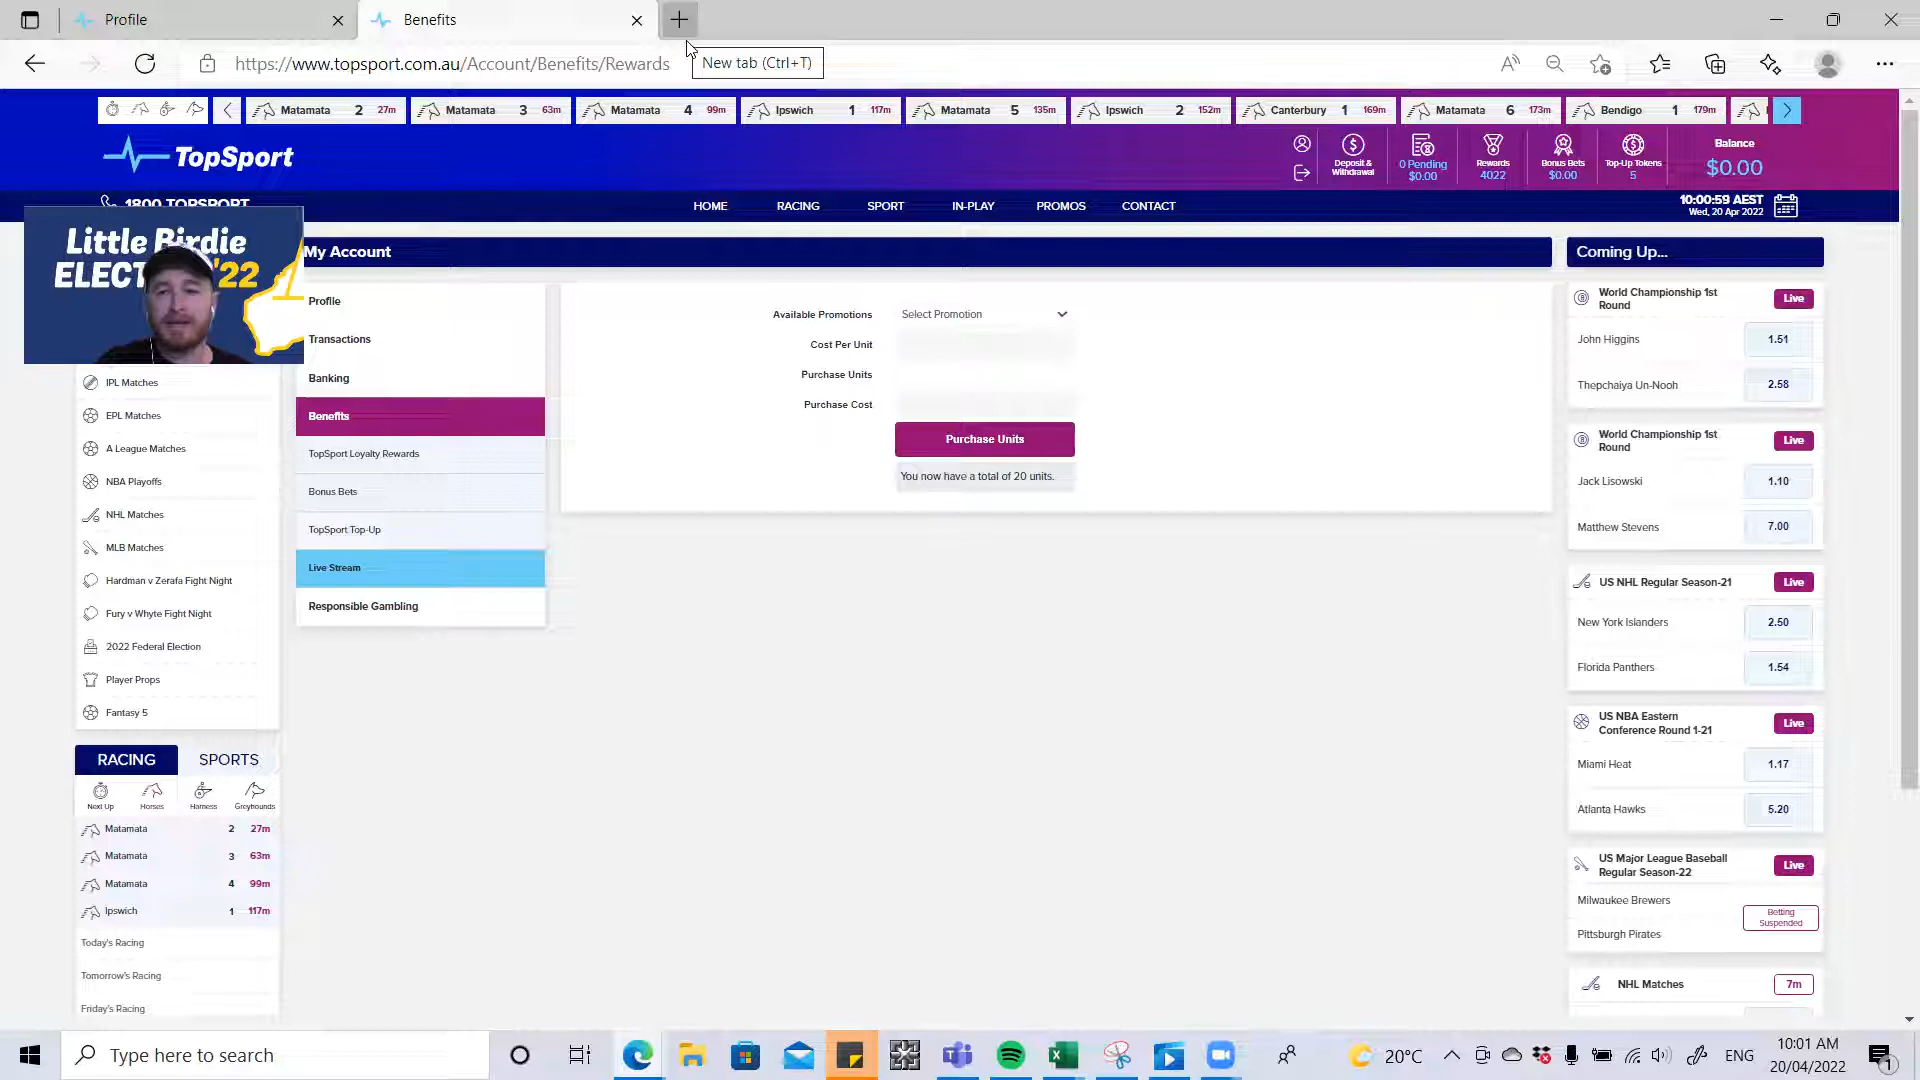 Profile
Benefits
https://www.topsport.com.au/Account/Benefits/Rewards
New tab (Ctrl+T)
Matamata 2 27m
Matamata 3 63m
Matamata 4 99m
Ipswich 1 117m
Matamata 5 135m
Ipswich 2 152m
Canterbury 1 169m
Matamata 6 173m
Bendigo 1 179m
TopSport
Deposit & Withdrawal
0 Pending
$0.00
Rewards
4022
Bonus Bets
$0.00
Top-Up Tokens
5
Balance
$0.00
1800 TOPSPORT
HOME RACING SPORT IN-PLAY PROMOS CONTACT
10:00:59 AEST
Wed, 20 Apr 2022
Little Birdie
'22
My Account
Coming Up...
IPL Matches
EPL Matches
A League Matches
NBA Playoffs
NHL Matches
MLB Matches
Hardman v Zerafa Fight Night
Fury v Whyte Fight Night
2022 Federal Election
Player Props
Fantasy 5
RACING SPORTS
Next Up Horses Harness Greyhounds
Matamata 2 27m
Matamata 3 63m
Matamata 4 99m
Ipswich 1 117m
Today's Racing
Tomorrow's Racing
Friday's Racing
Profile
Transactions
Banking
Benefits
TopSport Loyalty Rewards
Bonus Bets
TopSport Top-Up
Live Stream
Responsible Gambling
Available Promotions Select Promotion
Cost Per Unit
Purchase Units
Purchase Cost
Purchase Units
You now have a total of 20 units.
World Championship 1st Round Live
John Higgins 1.51
Thepchaiya Un-Nooh 2.58
World Championship 1st Round Live
Jack Lisowski 1.10
Matthew Stevens 7.00
US NHL Regular Season-21 Live
New York Islanders 2.50
Florida Panthers 1.54
US NBA Eastern Conference Round 1-21 Live
Miami Heat 1.17
Atlanta Hawks 5.20
US Major League Baseball Regular Season-22 Live
Milwaukee Brewers
Pittsburgh Pirates
Betting Suspended
NHL Matches 7m
Type here to search
20°C
ENG
10:01 AM
20/04/2022
1